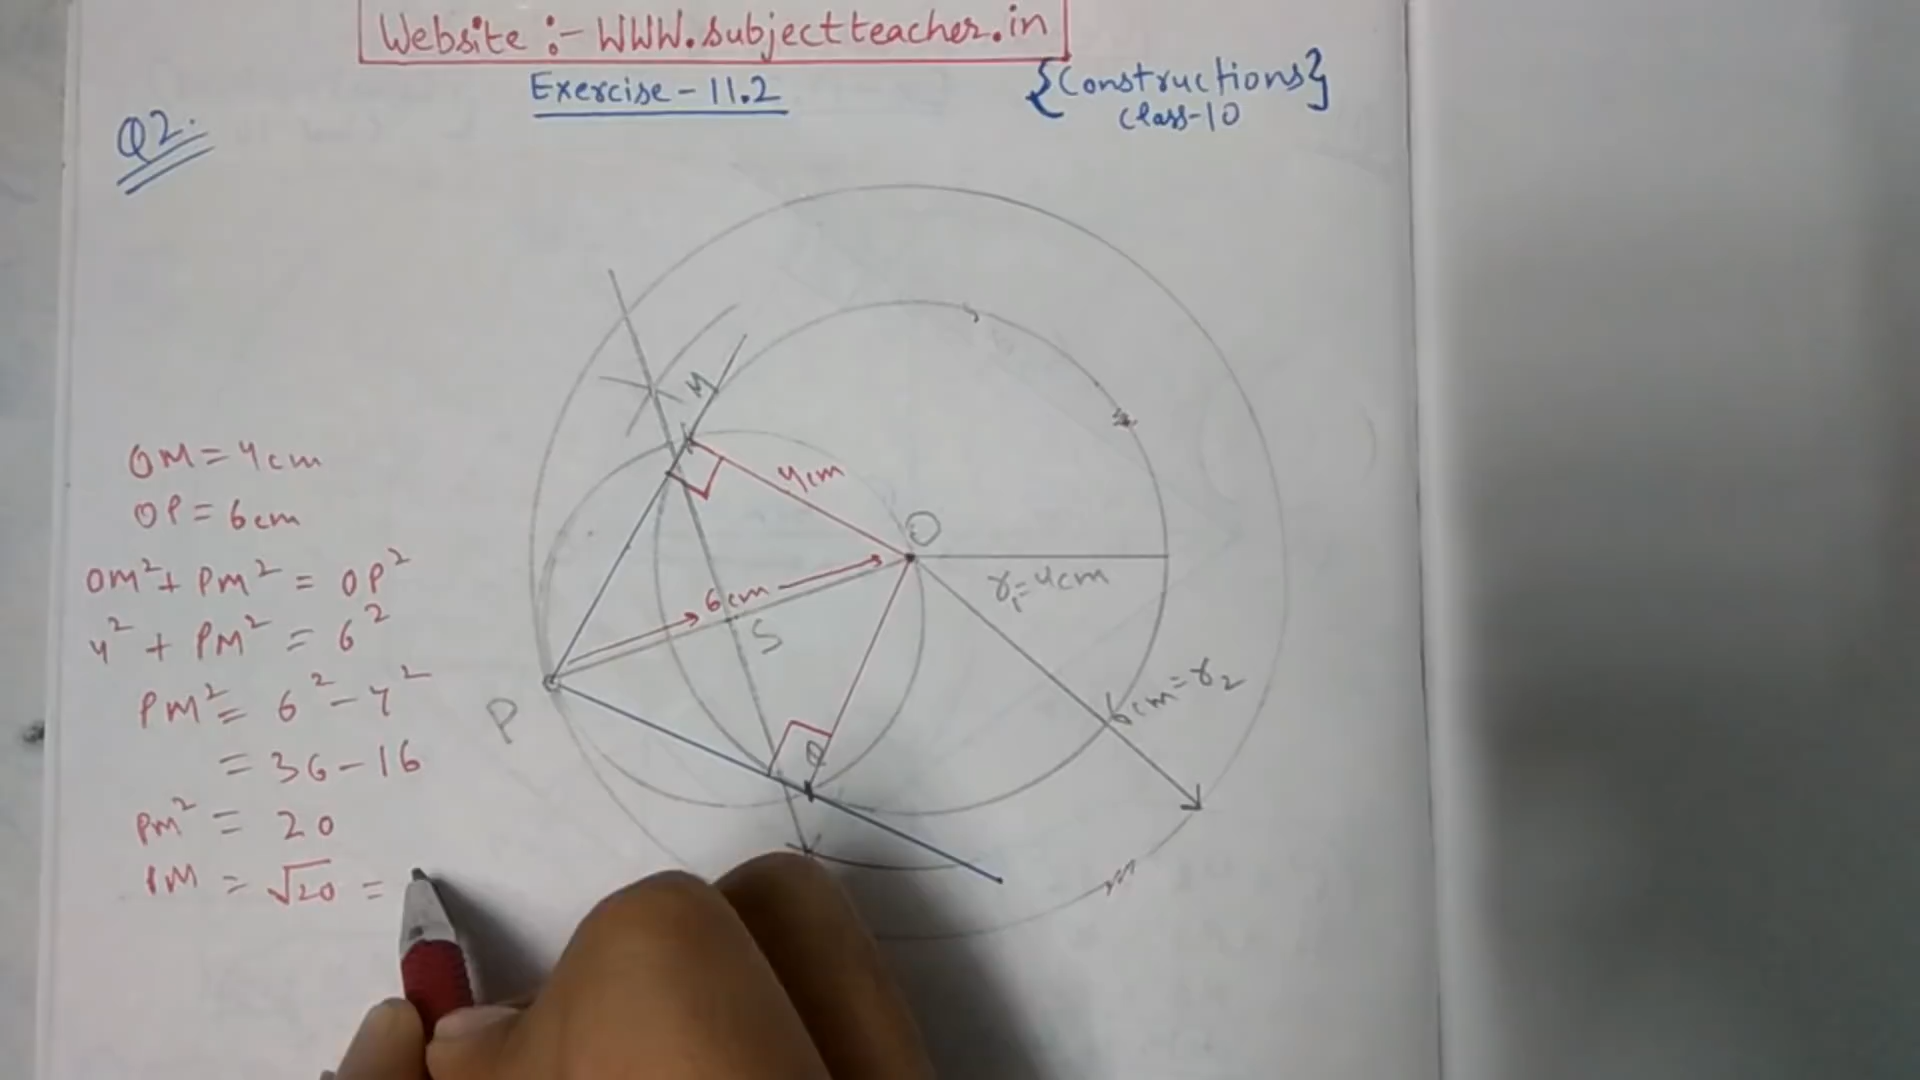 Website :- WWW.subjectteacher.in
Exercise - 11.2
{Constructions}
Class-10
Q2.
M
OM = 4cm
4cm
OP = 6cm
O
OM² + PM² = OP²
6cm
r₁=4cm
4² + PM² = 6²
S
PM² = 6² - 4²
P
6cm=r₂
= 36-16
Q
PM² = 20
PM = √20 =